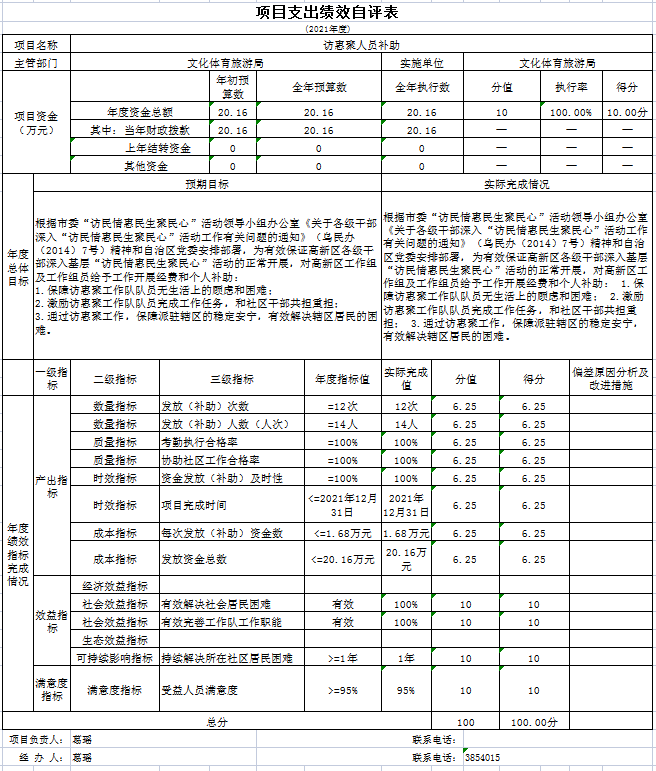 项目支出绩效自评表
(2021年度)
项目名称 访惠聚人员补助
主管部门 文化体育旅游局 实施单位 文化体育旅游局
项目资金（万元） 年初预算数 全年预算数 全年执行数 分值 执行率 得分
年度资金总额 20.16 20.16 20.16 10 100.00% 10.00分
其中：当年财政拨款 20.16 20.16 20.16 — — —
上年结转资金 0 0 0 — — —
其他资金 0 0 0 — — —
年度总体目标 预期目标 实际完成情况
根据市委“访民情惠民生聚民心”活动领导小组办公室《关于各级干部
深入“访民情惠民生聚民心”活动工作有关问题的通知》（乌民办
（2014）7号）精神和自治区党委安排部署，为有效保证高新区各级干
部深入基层“访民情惠民生聚民心”活动的正常开展，对高新区工作组
及工作组员给予工作开展经费和个人补助：
1.保障访惠聚工作队队员无生活上的顾虑和困难；
2.激励访惠聚工作队队员完成工作任务，和社区干部共担重担；
3.通过访惠聚工作，保障派驻辖区的稳定安宁，有效解决辖区居民的困
难。
根据市委“访民情惠民生聚民心”活动领导小组办公室
《关于各级干部深入“访民情惠民生聚民心”活动工作
有关问题的通知》（乌民办（2014）7号）精神和自治
区党委安排部署，为有效保证高新区各级干部深入基层
“访民情惠民生聚民心”活动的正常开展，对高新区工
作组及工作组员给予工作开展经费和个人补助： 1.保
障访惠聚工作队队员无生活上的顾虑和困难； 2.激励
访惠聚工作队队员完成工作任务，和社区干部共担重
担； 3.通过访惠聚工作，保障派驻辖区的稳定安宁，
有效解决辖区居民的困难。
年度绩效指标完成情况 一级指标 二级指标 三级指标 年度指标值 实际完成值 分值 得分 偏差原因分析及改进措施
产出指标 数量指标 发放（补助）次数 =12次 12次 6.25 6.25
数量指标 发放（补助）人数（人次） =14人 14人 6.25 6.25
质量指标 考勤执行合格率 =100% 100% 6.25 6.25
质量指标 协助社区工作合格率 =100% 100% 6.25 6.25
时效指标 资金发放（补助）及时性 =100% 100% 6.25 6.25
时效指标 项目完成时间 <=2021年12月31日 2021年12月31日 6.25 6.25
成本指标 每次发放（补助）资金数 <=1.68万元 1.68万元 6.25 6.25
成本指标 发放资金总数 <=20.16万元 20.16万元 6.25 6.25
效益指标 经济效益指标
社会效益指标 有效解决社会居民困难 有效 100% 10 10
社会效益指标 有效完善工作队工作职能 有效 100% 10 10
生态效益指标
可持续影响指标 持续解决所在社区居民困难 >=1年 1年 10 10
满意度指标 满意度指标 受益人员满意度 >=95% 95% 10 10
总分 100 100.00分
项目负责人： 葛瑶 联系电话：
经 办 人： 葛瑶 联系电话： 3854015